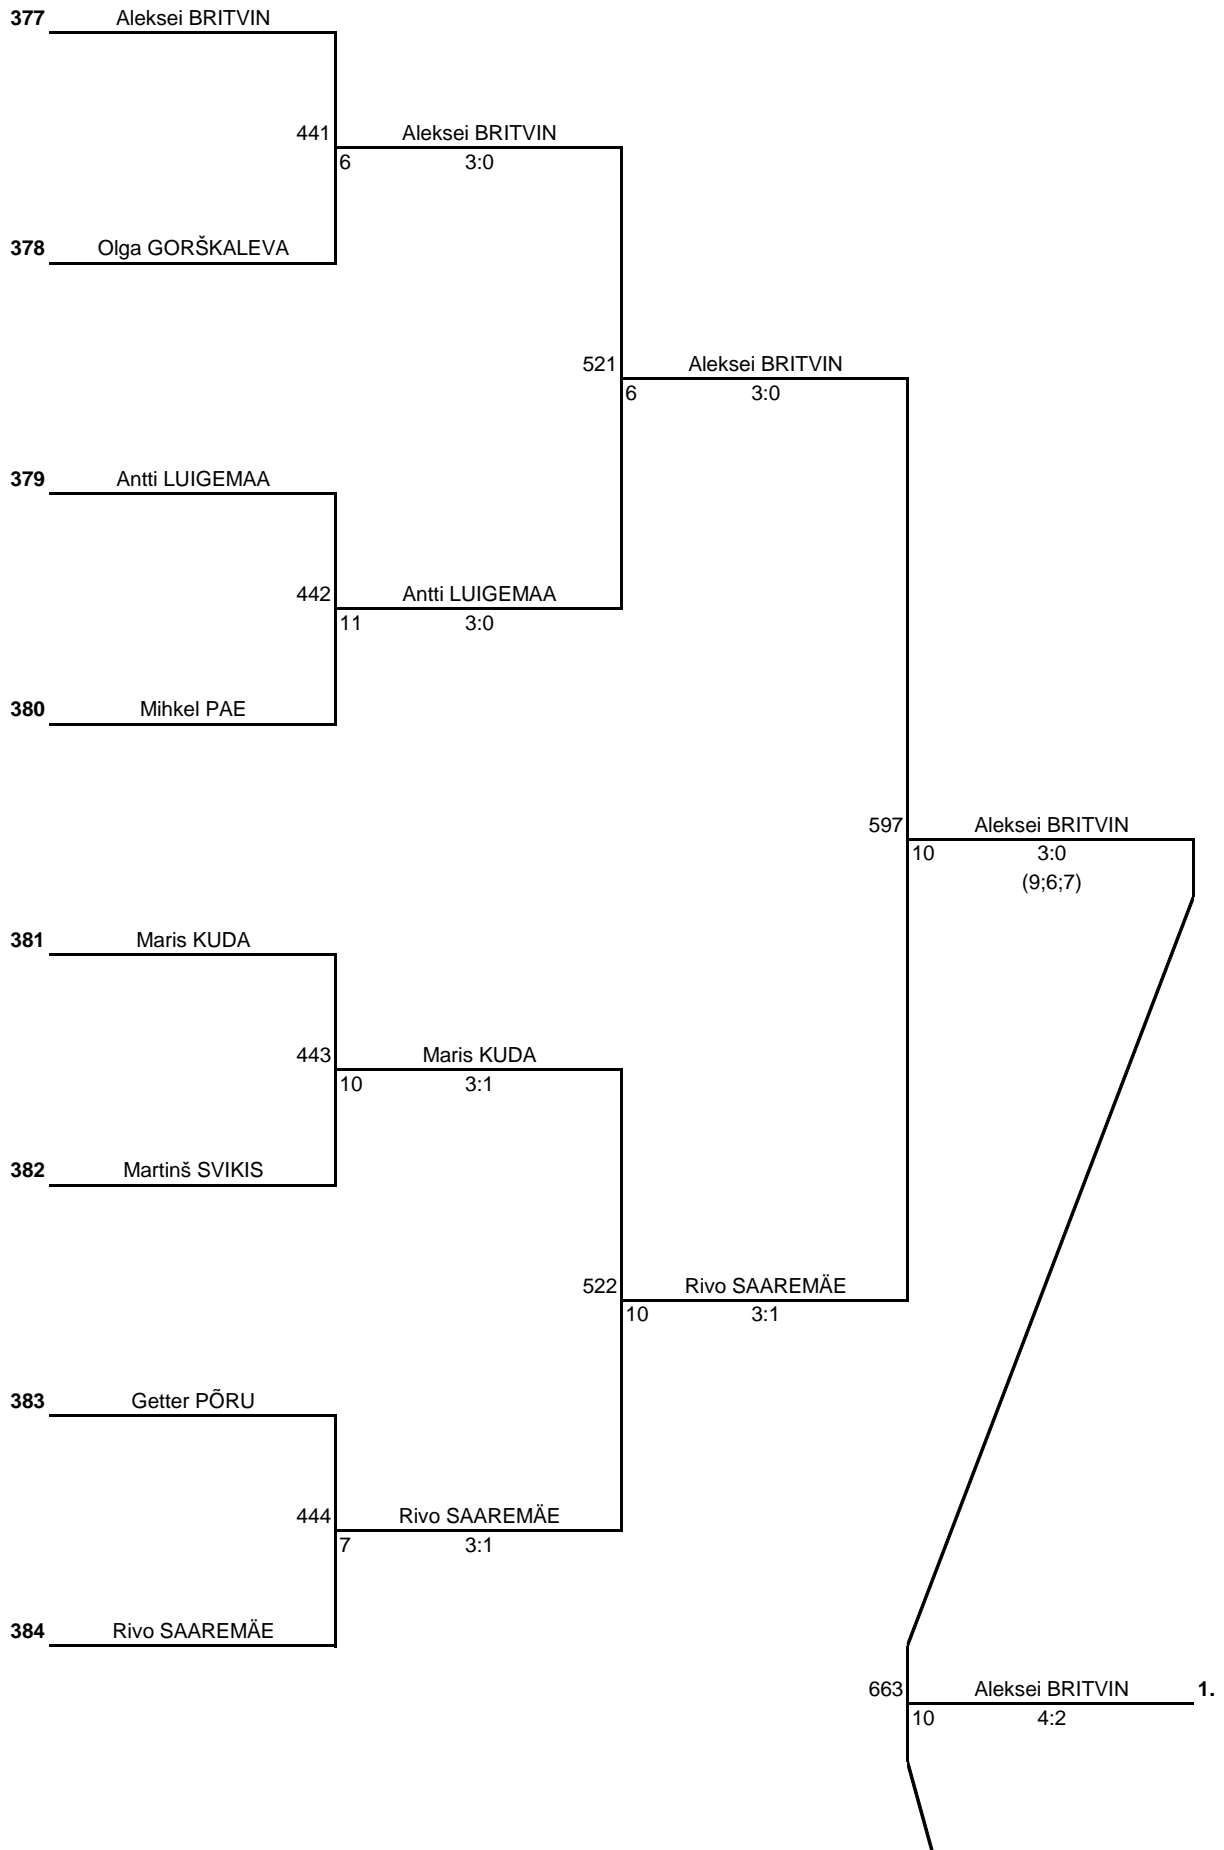 377 Aleksei BRITVIN
441 Aleksei BRITVIN
6 3:0
378 Olga GORŠKALEVA
521 Aleksei BRITVIN
6 3:0
379 Antti LUIGEMAA
442 Antti LUIGEMAA
11 3:0
380 Mihkel PAE
597 Aleksei BRITVIN
10 3:0
(9;6;7)
381 Maris KUDA
443 Maris KUDA
10 3:1
382 Martinš SVIKIS
522 Rivo SAAREMÄE
10 3:1
383 Getter PÕRU
444 Rivo SAAREMÄE
7 3:1
384 Rivo SAAREMÄE
663 Aleksei BRITVIN 1.
10 4:2